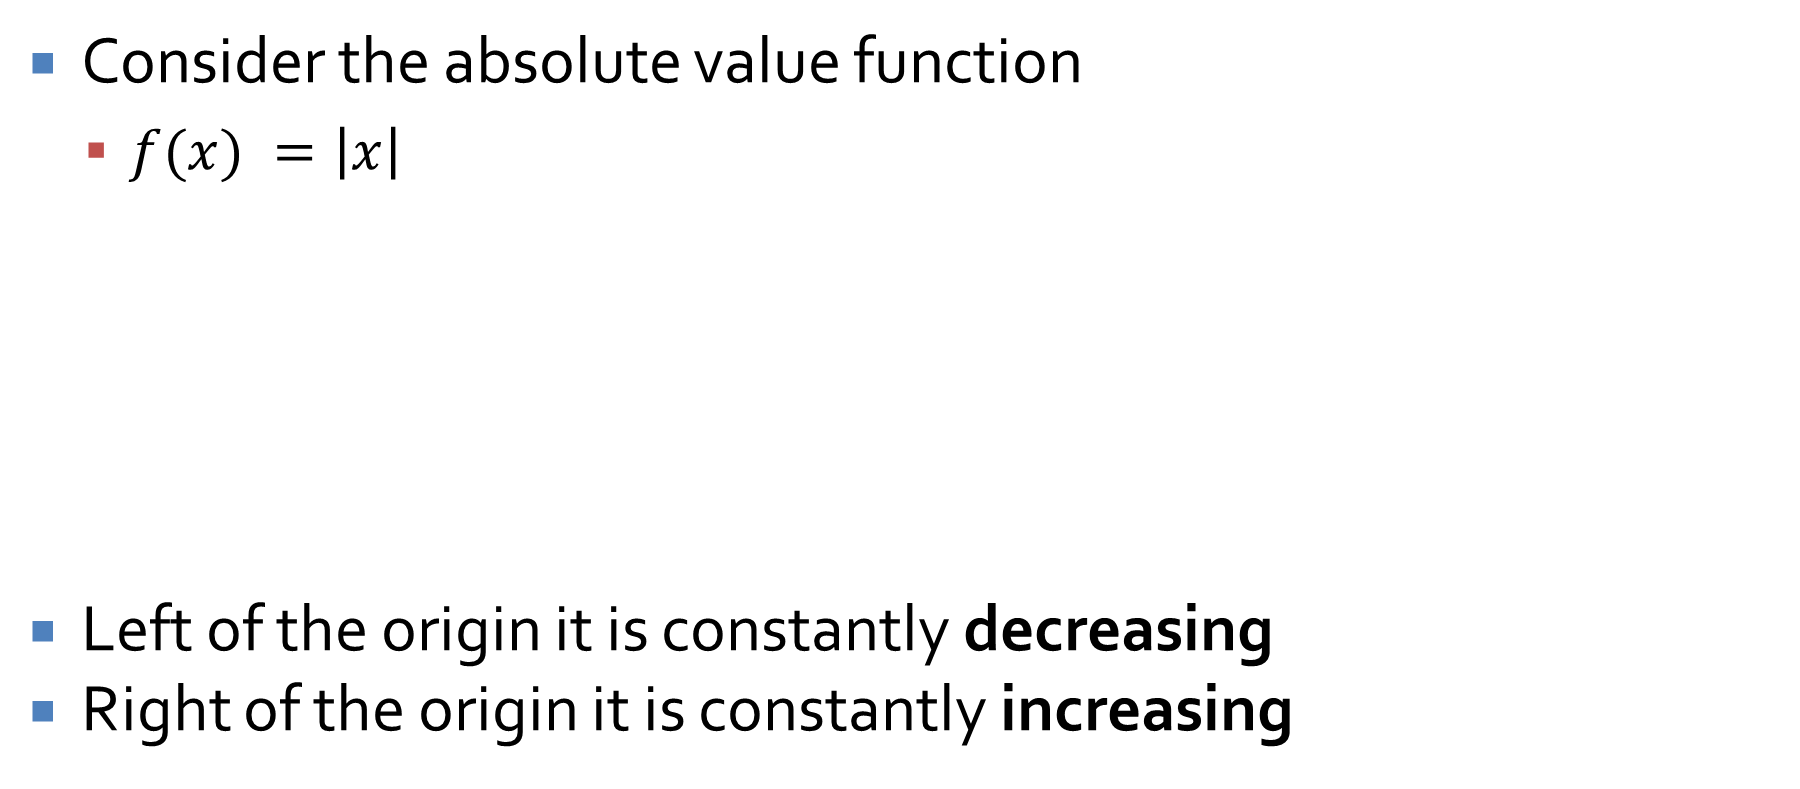 Consider the absolute value function
f(x) = |x|
Left of the origin it is constantly decreasing
Right of the origin it is constantly increasing